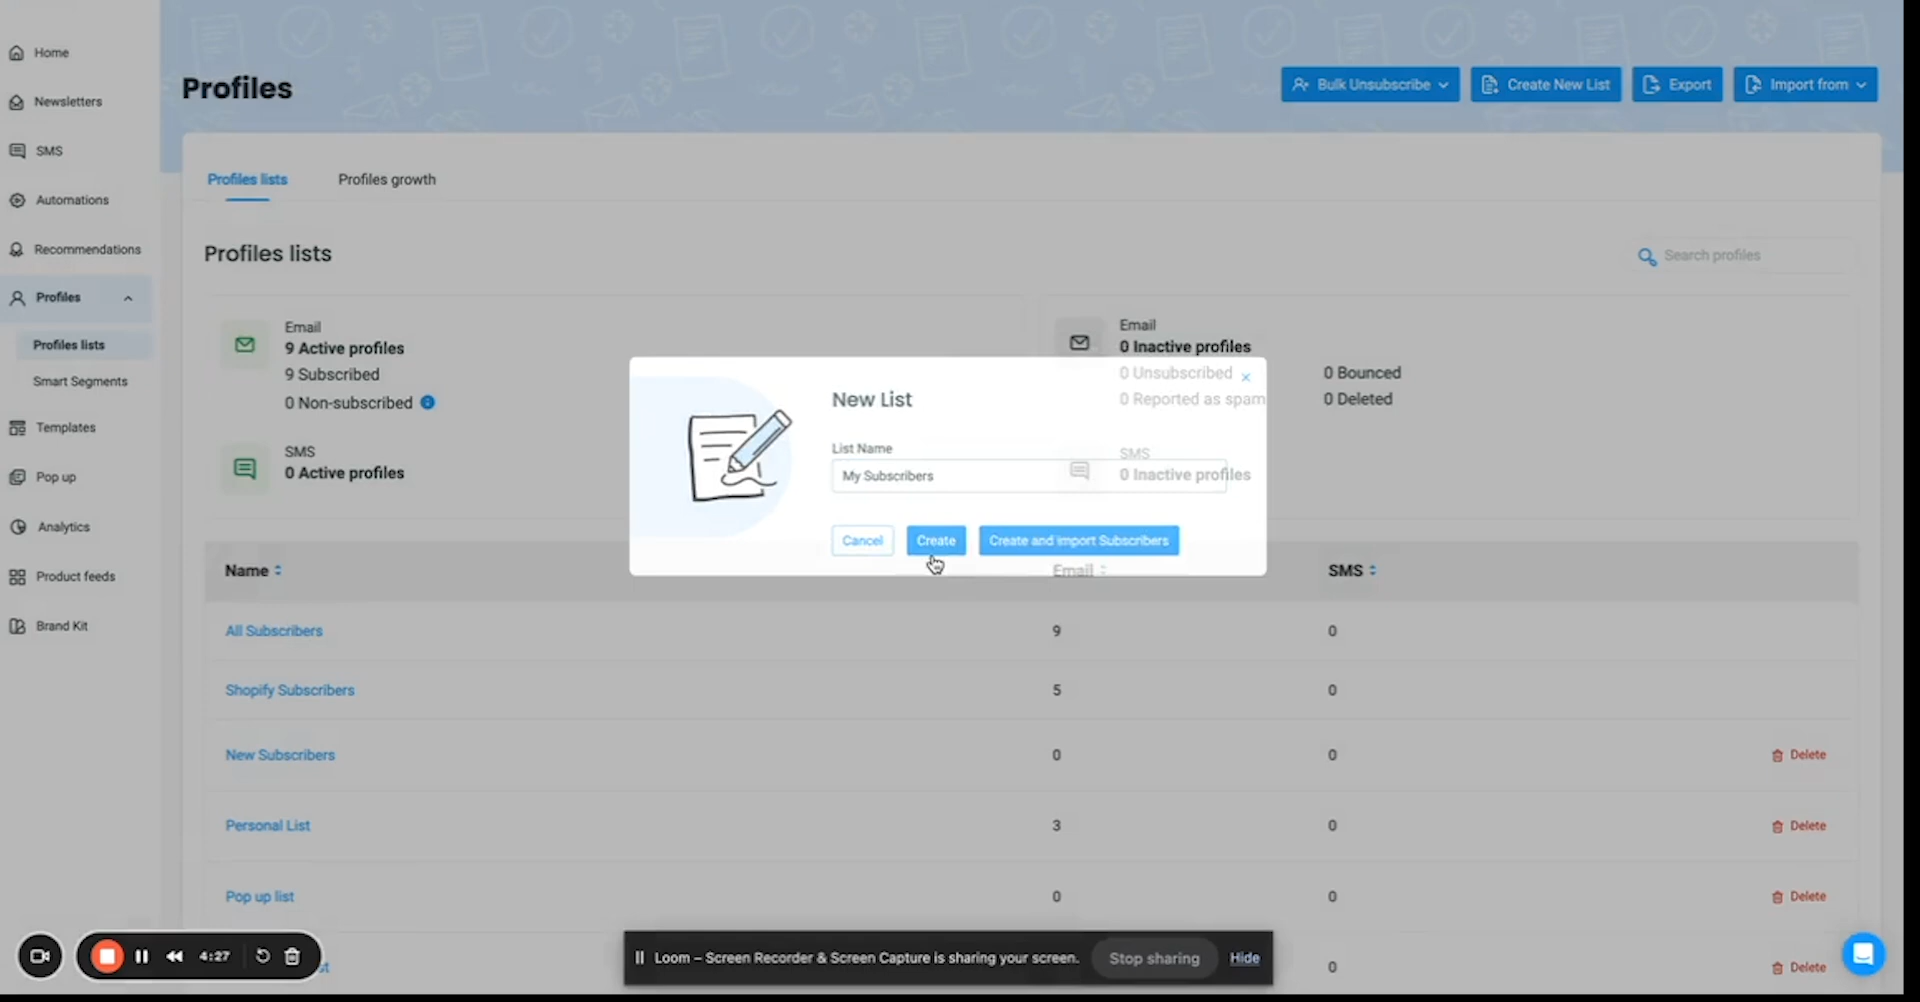 Home
Newsletters
SMS
Automations
Recommendations
Profiles
Profiles lists
Smart Segments
Templates
Pop up
Analytics
Product feeds
Brand Kit
Profiles
Bulk Unsubscribe
Create New List
Export
Import from
Profiles lists
Profiles growth
Profiles lists
Search profiles
Email
9 Active profiles
9 Subscribed
0 Non-subscribed
SMS
0 Active profiles
Email
0 Inactive profiles
0 Unsubscribed
0 Reported as spam
0 Bounced
0 Deleted
SMS
0 Inactive profiles
New List
List Name
My Subscribers
Cancel
Create
Create and import Subscribers
Name Email SMS
All Subscribers 9 0
Shopify Subscribers 5 0
New Subscribers 0 0 Delete
Personal List 3 0 Delete
Pop up list 0 0 Delete
0 Delete
4:27
Loom – Screen Recorder & Screen Capture is sharing your screen.
Stop sharing
Hide